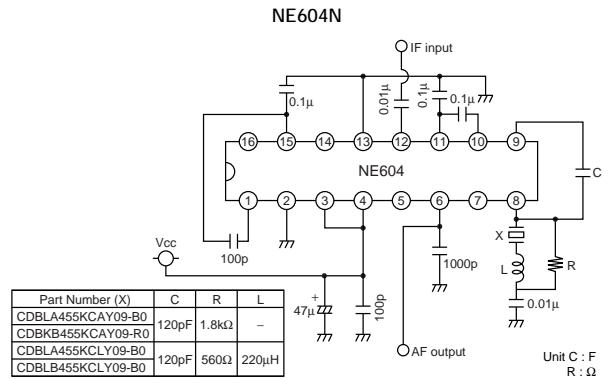 NE604N
IF input
0.1μ
0.01μ
0.1μ
0.1μ
16 15 14 13 12 11 10 9
C
NE604
1 2 3 4 5 6 7 8
X
Vcc
100p
1000p
L
R
+
47μ
100p
0.01μ
AF output
Part Number (X) C R L
CDBLA455KCAY09-B0 120pF 1.8kΩ –
CDBKB455KCAY09-R0
CDBLA455KCLY09-B0 120pF 560Ω 220μH
CDBLB455KCLY09-B0
Unit C : F
R : Ω